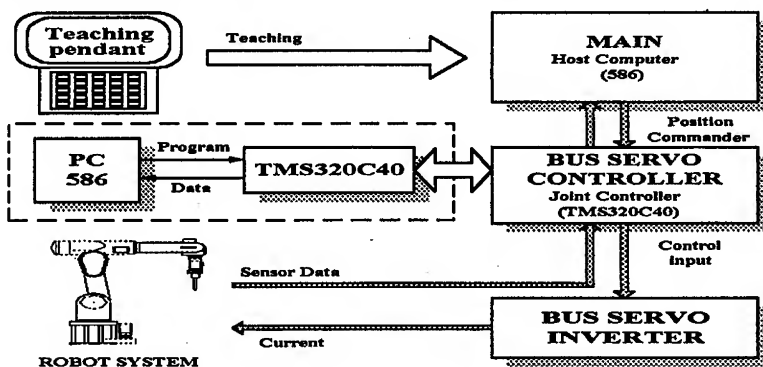 Teaching
pendant
Teaching
MAIN
Host Computer
(586)
Position
Commander
PC
586
Program
Data
TMS320C40
BUS SERVO
CONTROLLER
Joint Controller
(TMS320C40)
Control
input
Sensor Data
Current
BUS SERVO
INVERTER
ROBOT SYSTEM